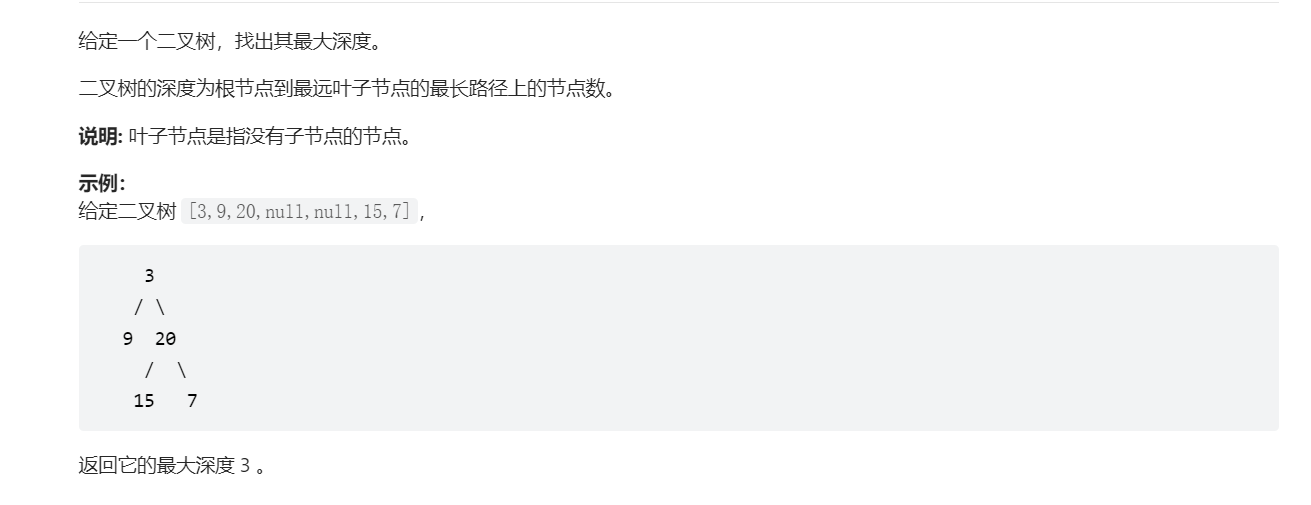 给定一个二叉树，找出其最大深度。
二叉树的深度为根节点到最远叶子节点的最长路径上的节点数。
说明: 叶子节点是指没有子节点的节点。
示例：
给定二叉树 [3,9,20,null,null,15,7]，
3
/ \
9  20
/  \
15   7
返回它的最大深度 3 。